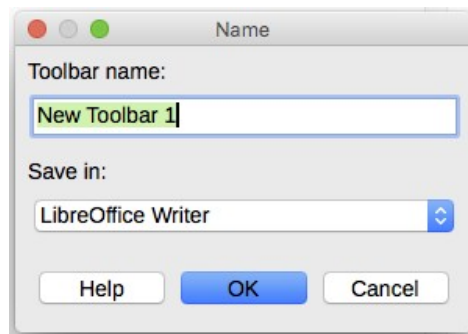 Name
Toolbar name:
New Toolbar 1
Save in:
LibreOffice Writer
Help OK Cancel